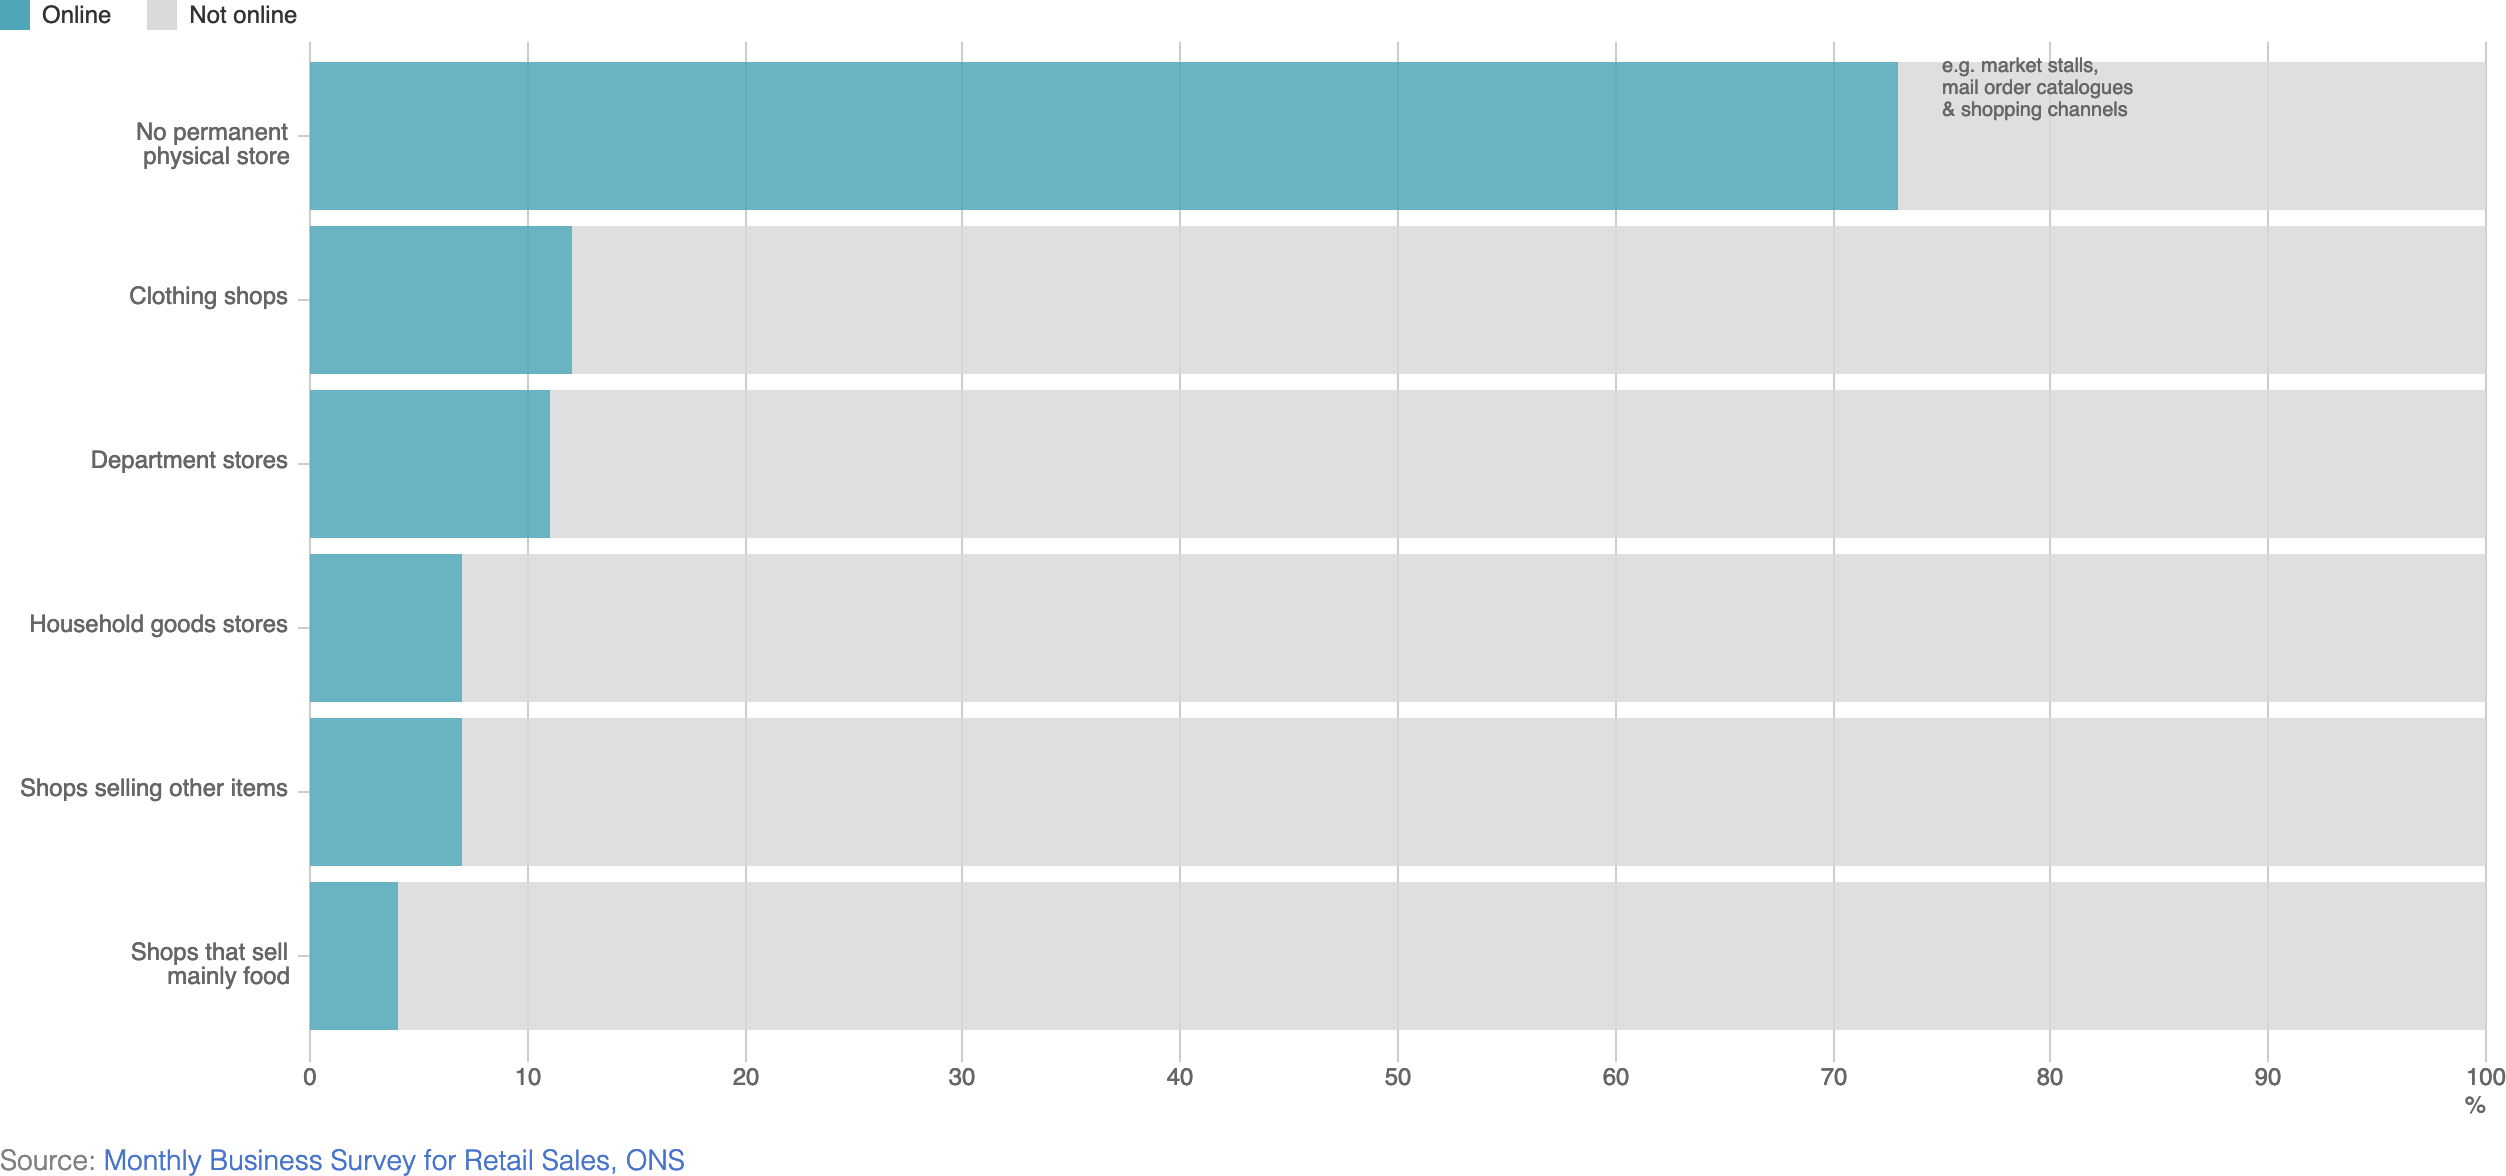 Online
Not online
e.g. market stalls,
mail order catalogues
& shopping channels
No permanent
physical store
Clothing shops
Department stores
Household goods stores
Shops selling other items
Shops that sell
mainly food
0 10 20 30 40 50 60 70 80 90 100
%
Source: Monthly Business Survey for Retail Sales, ONS